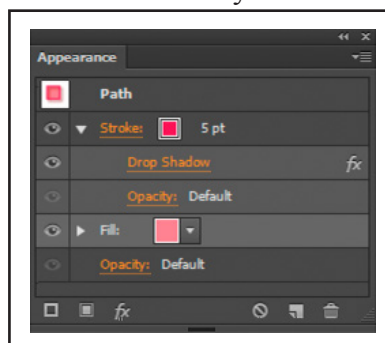 Appearance
Path
Stroke: 5 pt
Drop Shadow fx
Opacity: Default
Fill:
Opacity: Default
fx